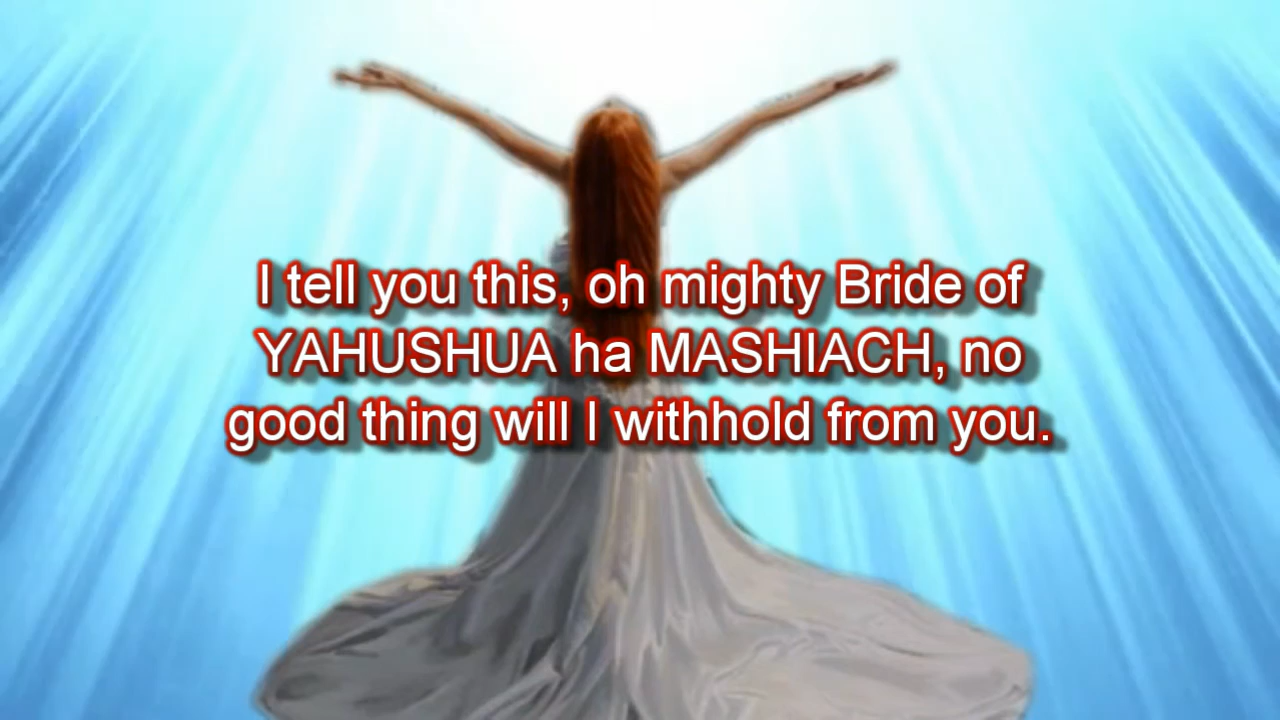 I tell you this, oh mighty Bride of
YAHUSHUA ha MASHIACH, no
good thing will I withhold from you.